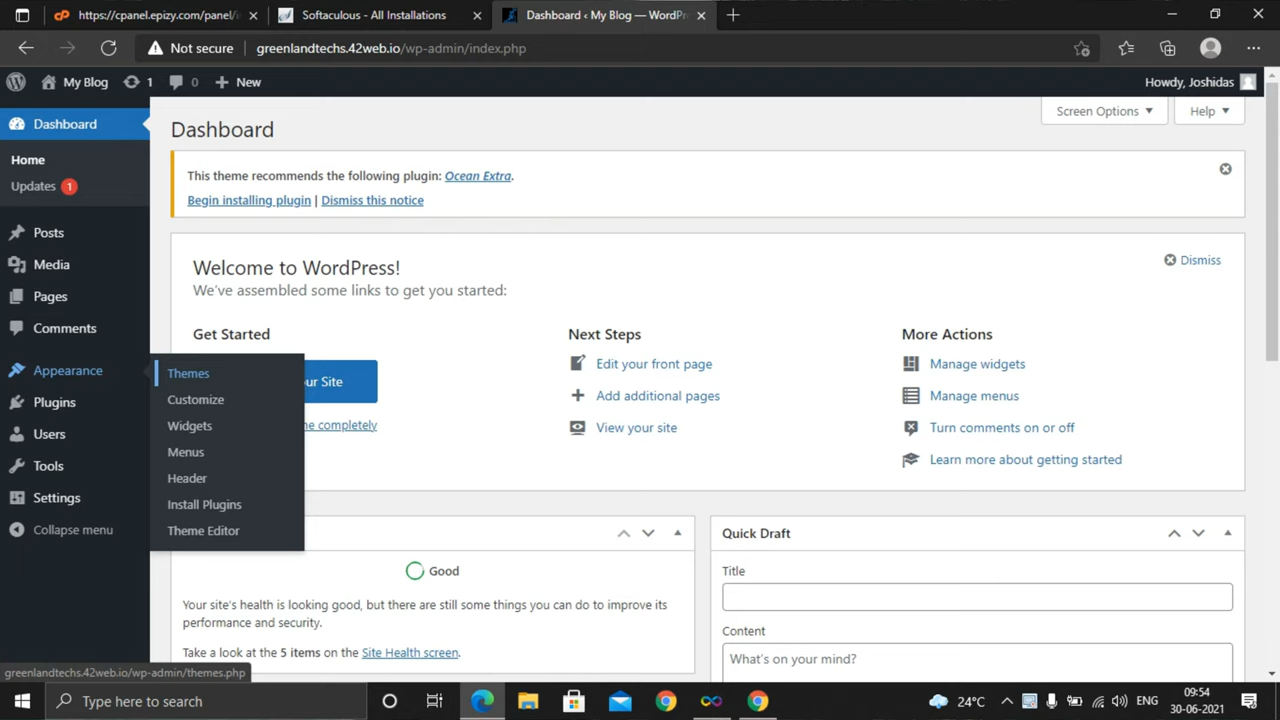 https://cpanel.epizy.com/panel/i
Softaculous - All Installations
Dashboard ‹ My Blog — WordPr
Not secure
greenlandtechs.42web.io/wp-admin/index.php
My Blog
1
0
New
Howdy, Joshidas
Dashboard
Home
Updates 1
Posts
Media
Pages
Comments
Appearance
Plugins
Users
Tools
Settings
Collapse menu
Themes
Customize
Widgets
Menus
Header
Install Plugins
Theme Editor
Screen Options
Help
Dashboard
This theme recommends the following plugin: Ocean Extra.
Begin installing plugin | Dismiss this notice
Welcome to WordPress!
We've assembled some links to get you started:
Dismiss
Get Started
ur Site
ne completely
Next Steps
Edit your front page
Add additional pages
View your site
More Actions
Manage widgets
Manage menus
Turn comments on or off
Learn more about getting started
Good
Your site's health is looking good, but there are still some things you can do to improve its
performance and security.
Take a look at the 5 items on the Site Health screen.
Quick Draft
Title
Content
What's on your mind?
greenlandtechs.42web.io/wp-admin/themes.php
Type here to search
24°C
ENG
09:54
30-06-2021